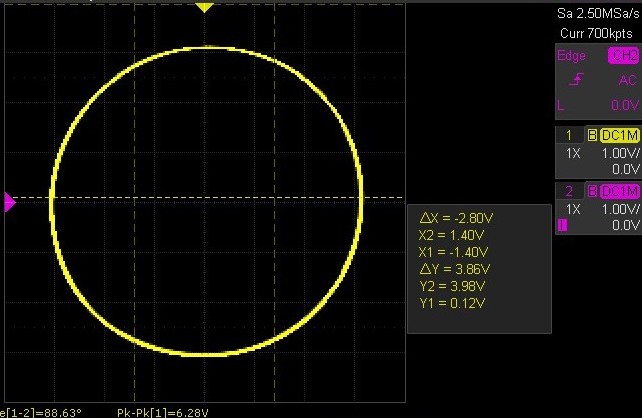 Sa 2.50MSa/s
Curr 700kpts
Edge CH2
AC
L 0.0V
1 B DC1M
1X 1.00V/
0.0V
2 B DC1M
1X 1.00V/
I 0.0V
△X = -2.80V
X2 = 1.40V
X1 = -1.40V
△Y = 3.86V
Y2 = 3.98V
Y1 = 0.12V
e[1-2]=88.63° Pk-Pk[1]=6.28V